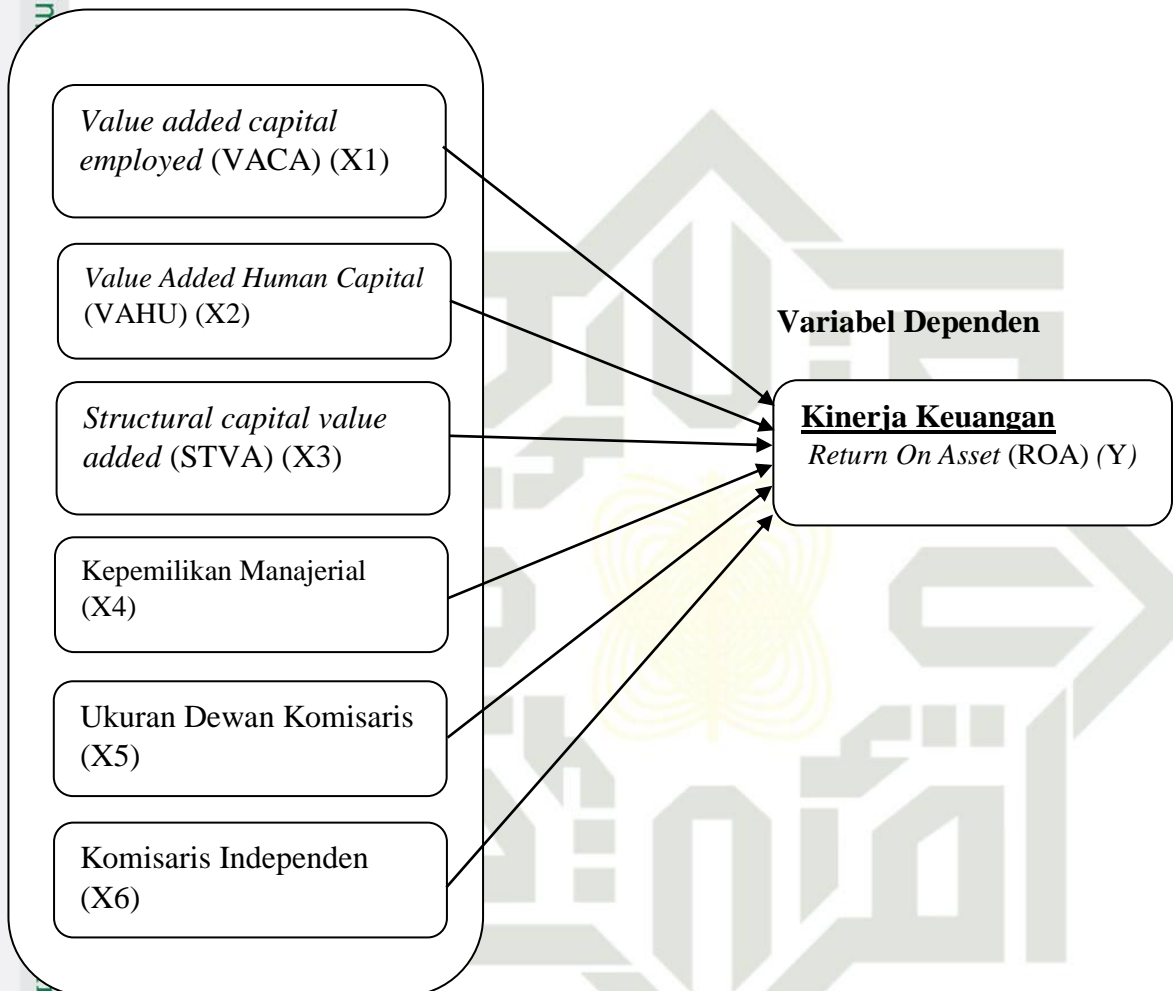 Value added capital
employed (VACA) (X1)
Value Added Human Capital
(VAHU) (X2)
Structural capital value
added (STVA) (X3)
Kepemilikan Manajerial
(X4)
Ukuran Dewan Komisaris
(X5)
Komisaris Independen
(X6)
Variabel Dependen
Kinerja Keuangan
Return On Asset (ROA) (Y)